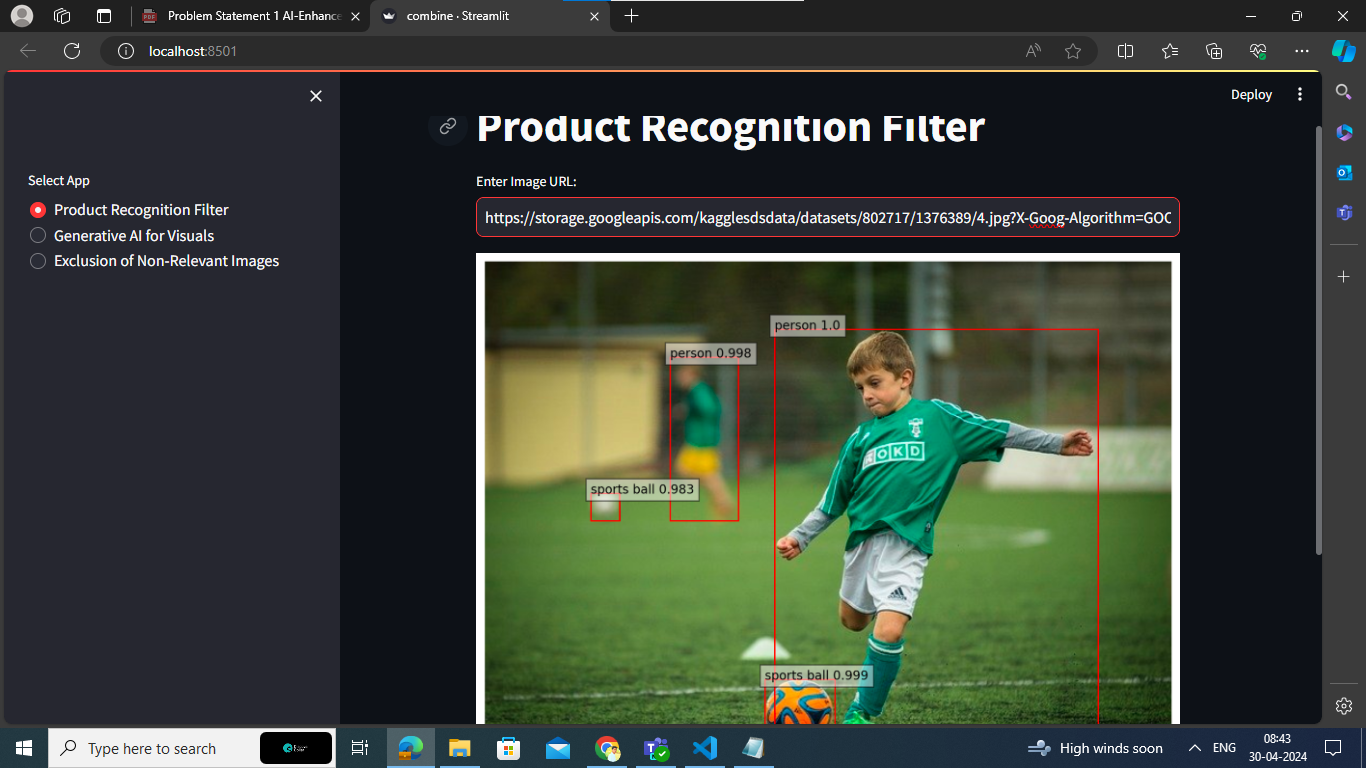 Problem Statement 1 AI-Enhance
combine · Streamlit
localhost:8501
Deploy
Product Recognition Filter
Select App
Product Recognition Filter
Generative AI for Visuals
Exclusion of Non-Relevant Images
Enter Image URL:
https://storage.googleapis.com/kagglesdsdata/datasets/802717/1376389/4.jpg?X-Goog-Algorithm=GOO
person 1.0
person 0.998
sports ball 0.983
OKD
sports ball 0.999
Type here to search
High winds soon
ENG
08:43
30-04-2024